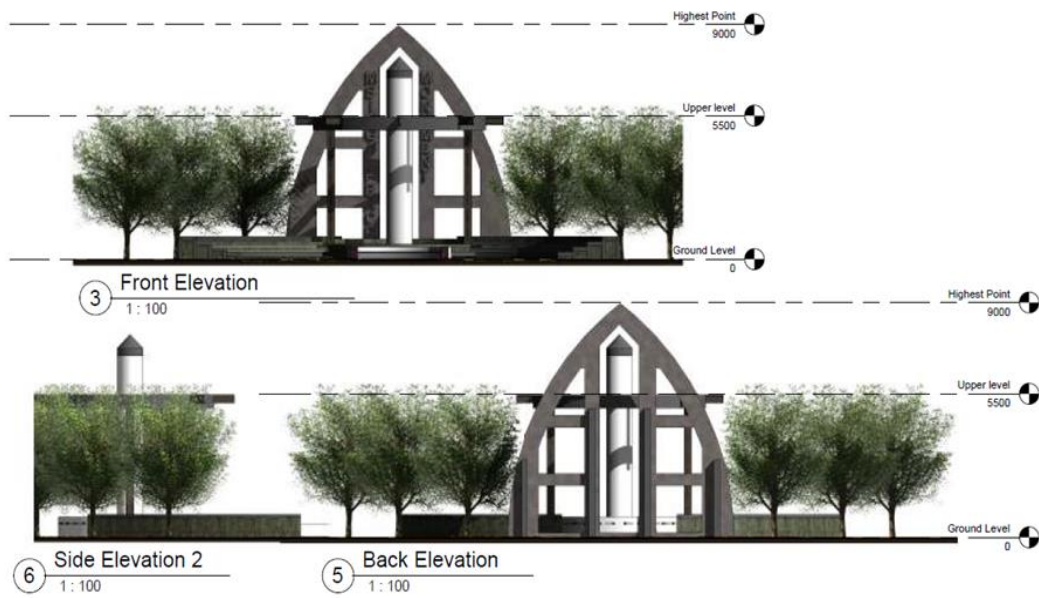 Highest Point
9000
Upper level
5500
Ground Level
0
3
Front Elevation
1 : 100
Highest Point
9000
Upper level
5500
Ground Level
0
6
Side Elevation 2
1 : 100
5
Back Elevation
1 : 100